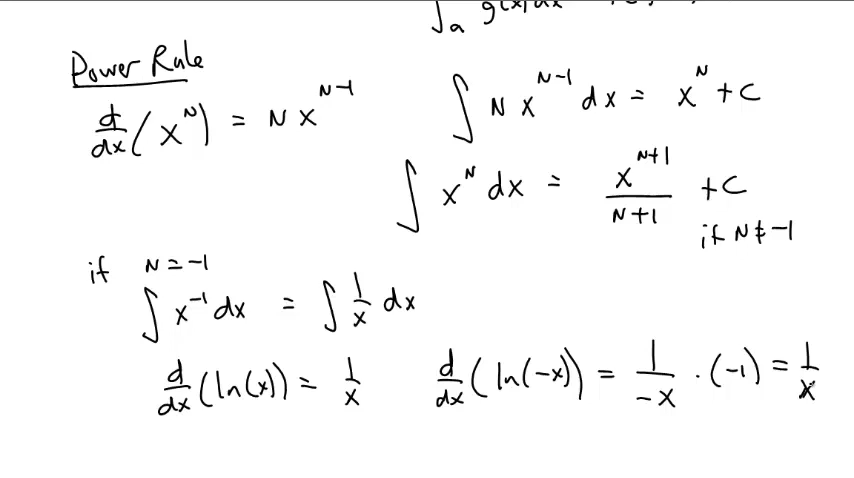 ∫ₐ g(x)dx
Power Rule
d/dx (x^N) = N x^(N-1)
∫ N x^(N-1) dx = x^N + C
∫ x^N dx = x^(N+1)/(N+1) + C
if N ≠ -1
if N = -1
∫ x^(-1) dx = ∫ 1/x dx
d/dx (ln(x)) = 1/x
d/dx (ln(-x)) = 1/(-x) · (-1) = 1/x